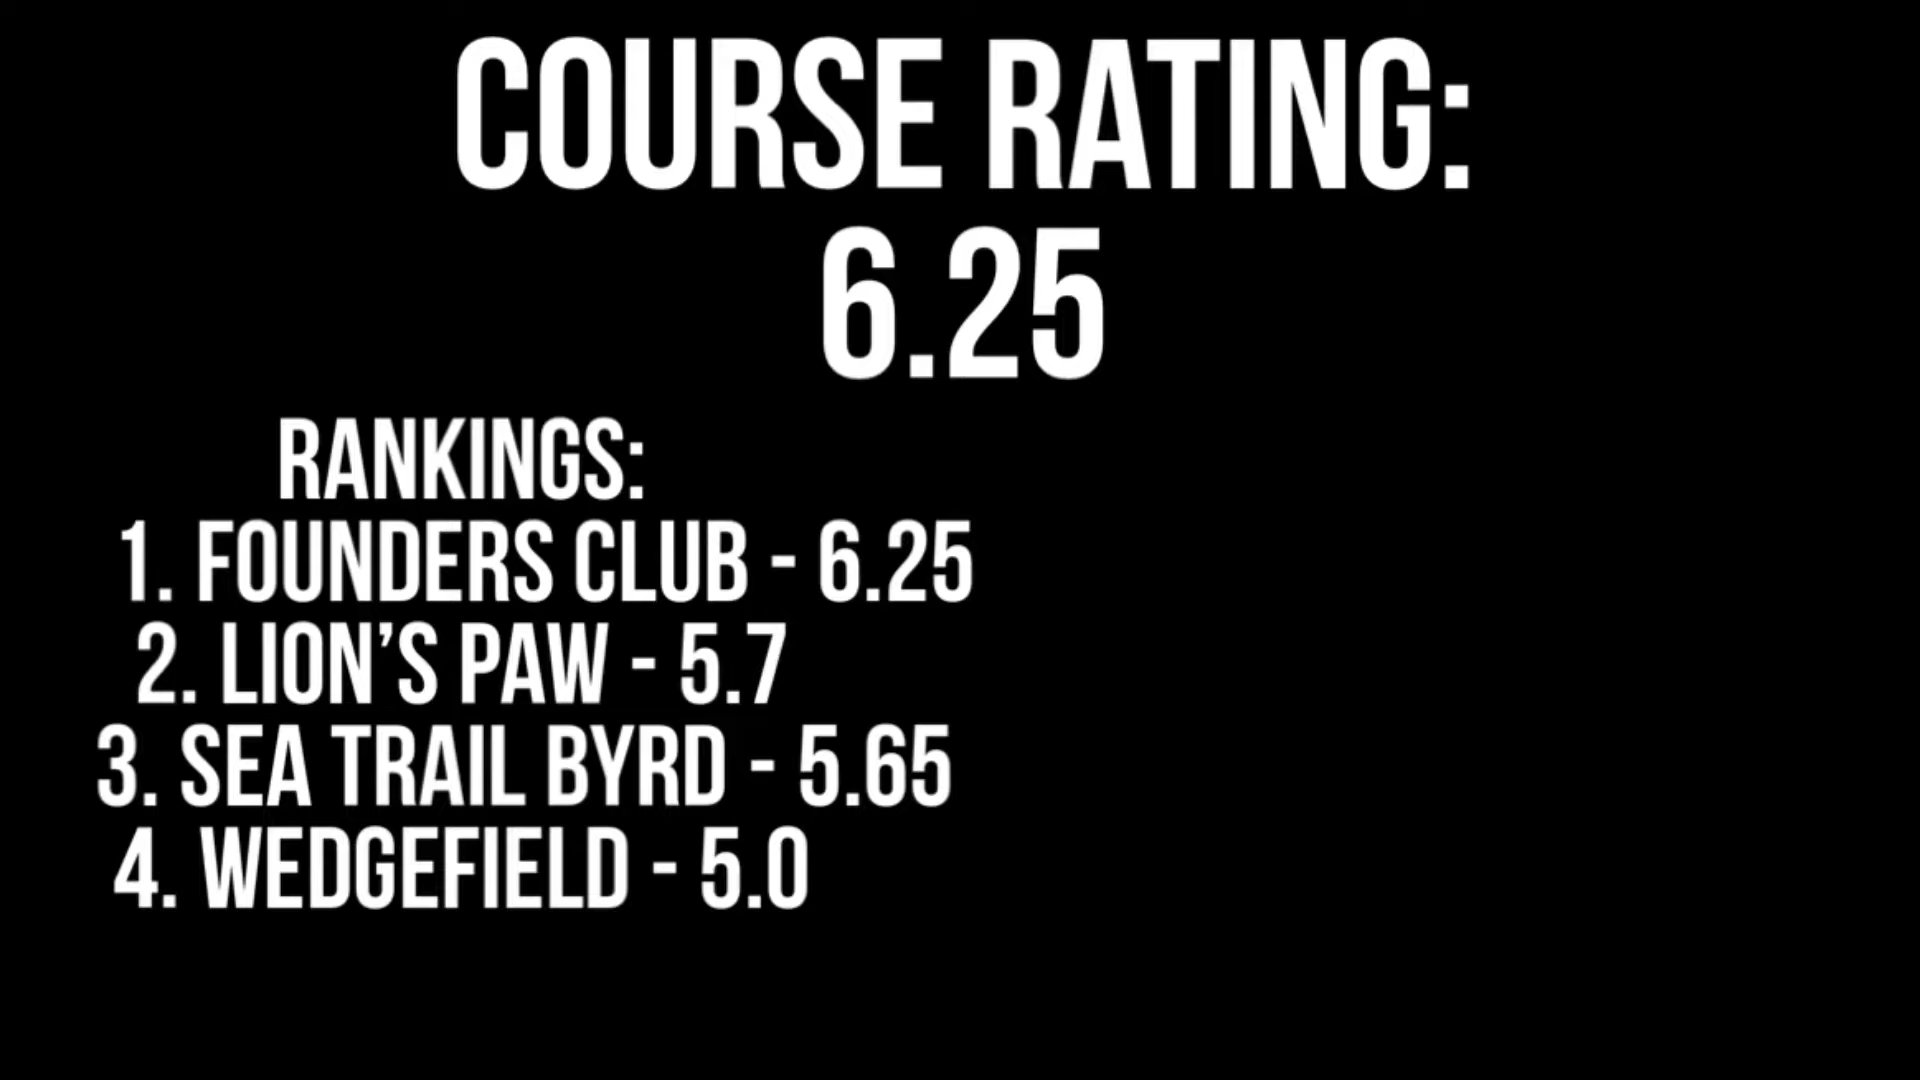 COURSE RATING:
6.25
RANKINGS:
1. FOUNDERS CLUB - 6.25
2. LION’S PAW - 5.7
3. SEA TRAIL BYRD - 5.65
4. WEDGEFIELD - 5.0